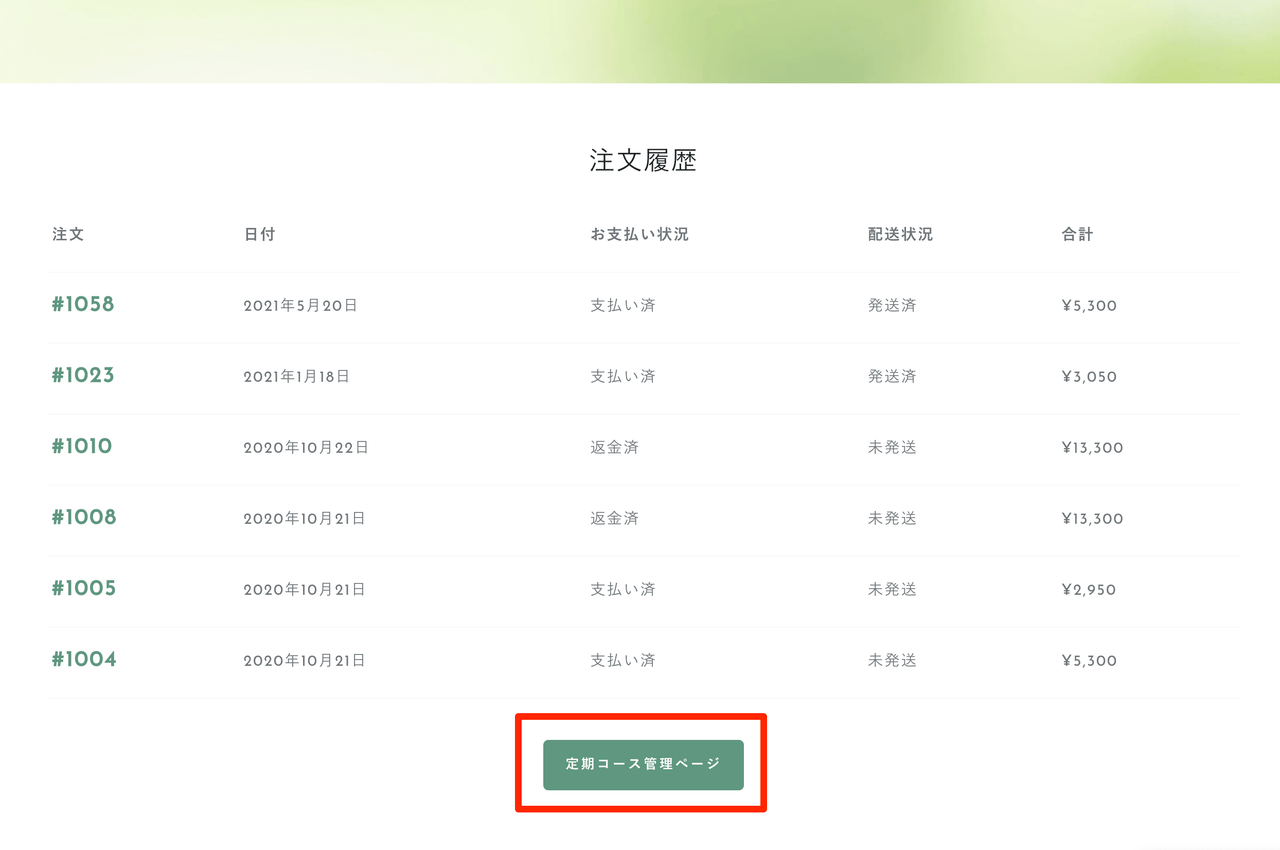 注文履歴
注文 日付 お支払い状況 配送状況 合計
#1058 2021年5月20日 支払い済 発送済 ¥5,300
#1023 2021年1月18日 支払い済 発送済 ¥3,050
#1010 2020年10月22日 返金済 未発送 ¥13,300
#1008 2020年10月21日 返金済 未発送 ¥13,300
#1005 2020年10月21日 支払い済 未発送 ¥2,950
#1004 2020年10月21日 支払い済 未発送 ¥5,300
定期コース管理ページ